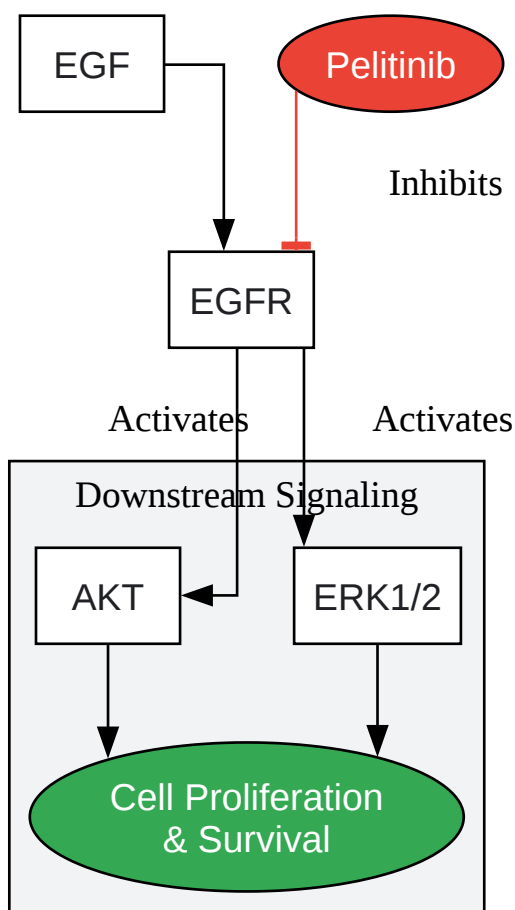 EGF
Pelitinib
Inhibits
EGFR
Activates
Activates
Downstream Signaling
AKT
ERK1/2
Cell Proliferation
& Survival